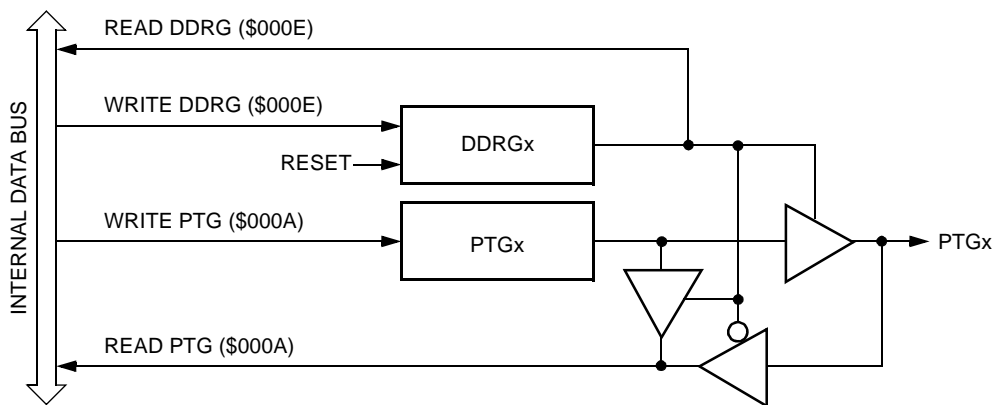 READ DDRG ($000E)
WRITE DDRG ($000E)
DDRGx
RESET
INTERNAL DATA BUS
WRITE PTG ($000A)
PTGx
PTGx
READ PTG ($000A)